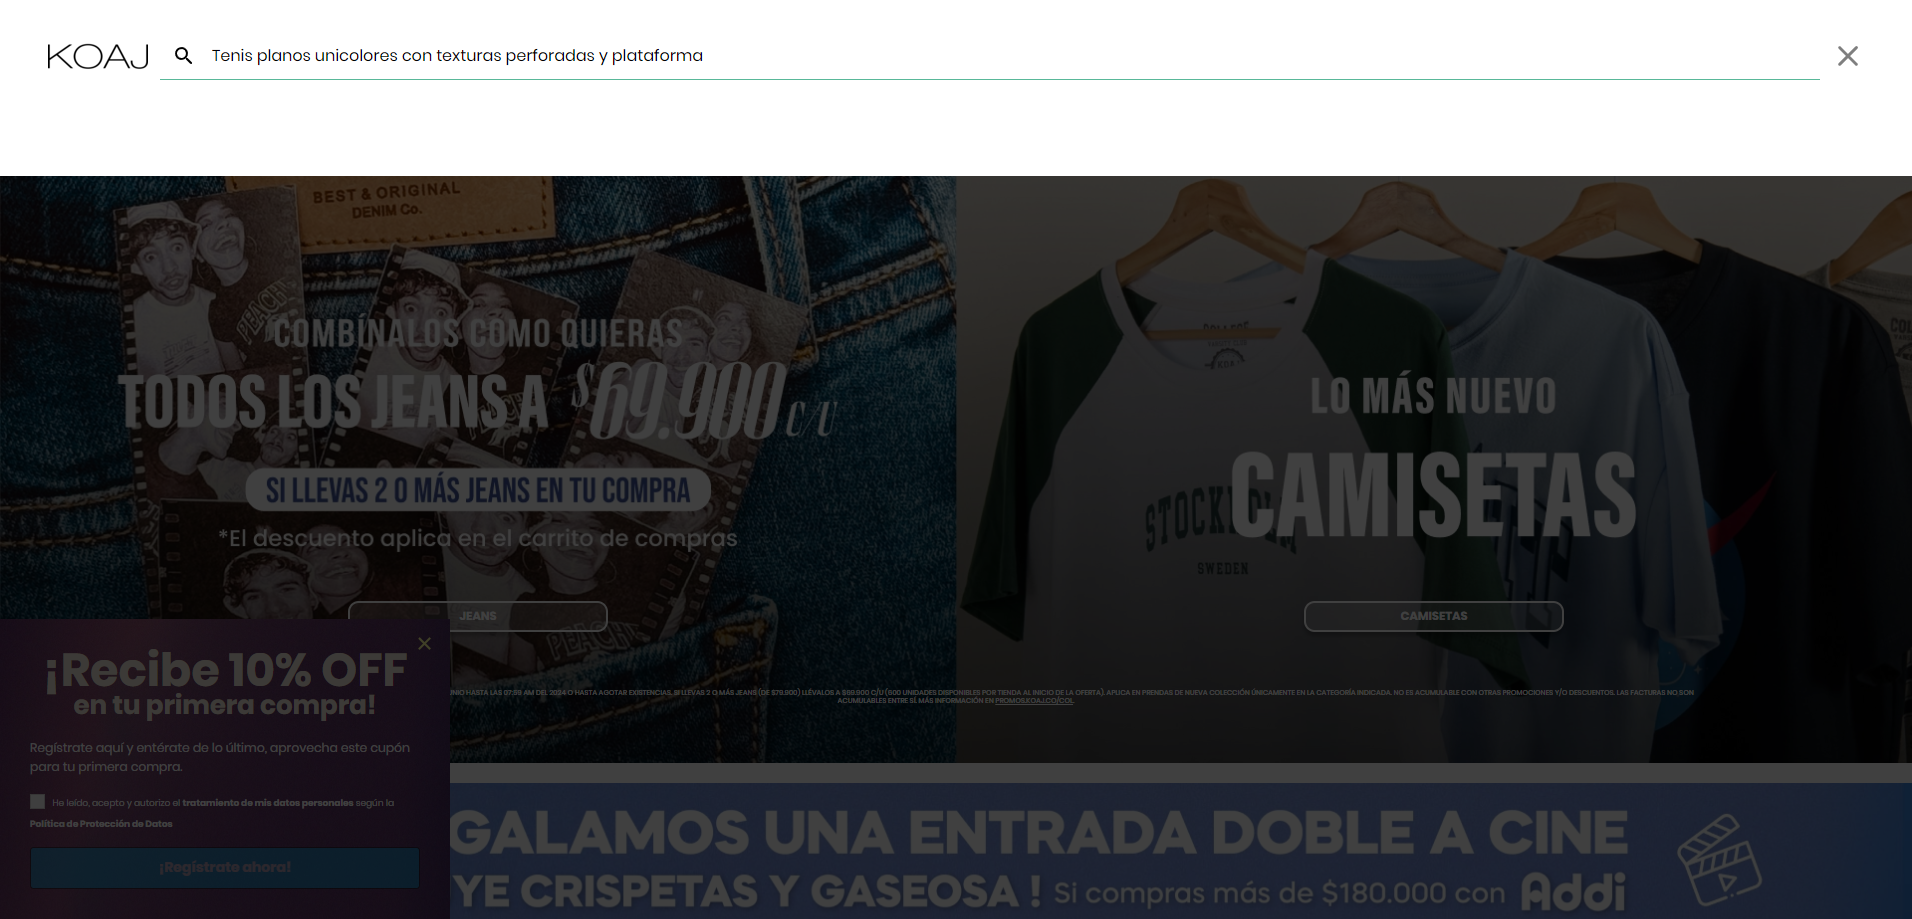 KOAJ
Tenis planos unicolores con texturas perforadas y plataforma
BEST & ORIGINAL
DENIM Co.
PEACH
COMBÍNALOS COMO QUIERAS
TODOS LOS JEANS A $69.900 C/U
SI LLEVAS 2 O MÁS JEANS EN TU COMPRA
*El descuento aplica en el carrito de compras
JEANS
PEACH
COLLEGE
KOAJ
LO MÁS NUEVO
CAMISETAS
SWEDEN
CAMISETAS
UNIO HASTA LAS 07:59 AM DEL 2024 O HASTA AGOTAR EXISTENCIAS. SI LLEVAS 2 O MÁS JEANS (DE $79.900) LLÉVALOS A $69.900 C/U (600 UNIDADES DISPONIBLES POR TIENDA AL INICIO DE LA OFERTA). APLICA EN PRENDAS DE NUEVA COLECCIÓN ÚNICAMENTE EN LA CATEGORÍA INDICADA. NO ES ACUMULABLE CON OTRAS PROMOCIONES Y/O DESCUENTOS. LAS FACTURAS NO SON
ACUMULABLES ENTRE SÍ. MÁS INFORMACIÓN EN PROMOS.KOAJ.CO/COL.
¡Recibe 10% OFF
en tu primera compra!
Regístrate aquí y entérate de lo último, aprovecha este cupón
para tu primera compra.
He leído, acepto y autorizo el tratamiento de mis datos personales según la
Política de Protección de Datos
¡Regístrate ahora!
GALAMOS UNA ENTRADA DOBLE A CINE
YE CRISPETAS Y GASEOSA ! Si compras más de $180.000 con Addi